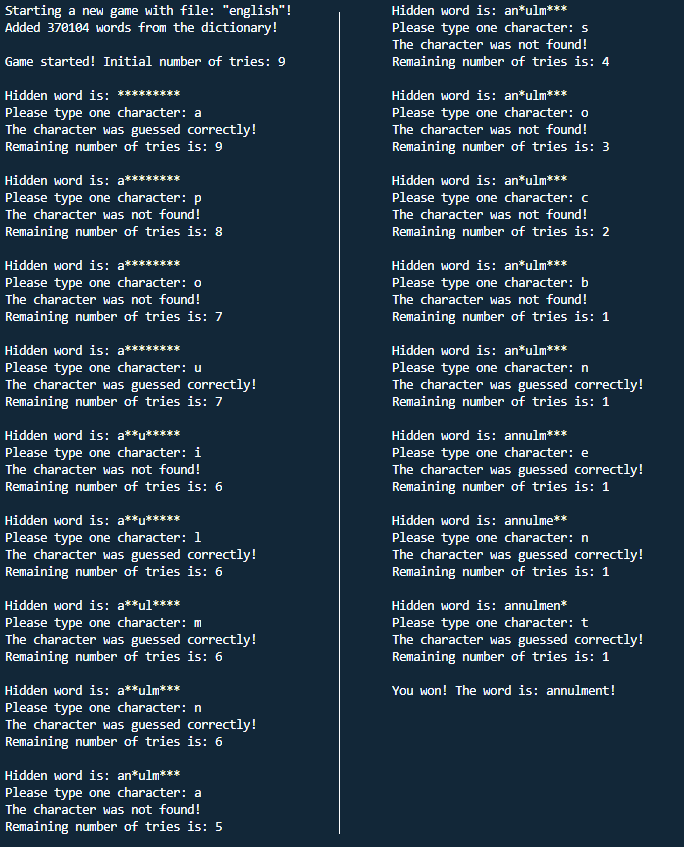 Starting a new game with file: "english"!
Added 370104 words from the dictionary!
Game started! Initial number of tries: 9
Hidden word is: *********
Please type one character: a
The character was guessed correctly!
Remaining number of tries is: 9
Hidden word is: a********
Please type one character: p
The character was not found!
Remaining number of tries is: 8
Hidden word is: a********
Please type one character: o
The character was not found!
Remaining number of tries is: 7
Hidden word is: a********
Please type one character: u
The character was guessed correctly!
Remaining number of tries is: 7
Hidden word is: a**u*****
Please type one character: i
The character was not found!
Remaining number of tries is: 6
Hidden word is: a**u*****
Please type one character: l
The character was guessed correctly!
Remaining number of tries is: 6
Hidden word is: a**ul****
Please type one character: m
The character was guessed correctly!
Remaining number of tries is: 6
Hidden word is: a**ulm***
Please type one character: n
The character was guessed correctly!
Remaining number of tries is: 6
Hidden word is: an*ulm***
Please type one character: a
The character was not found!
Remaining number of tries is: 5
Hidden word is: an*ulm***
Please type one character: s
The character was not found!
Remaining number of tries is: 4
Hidden word is: an*ulm***
Please type one character: o
The character was not found!
Remaining number of tries is: 3
Hidden word is: an*ulm***
Please type one character: c
The character was not found!
Remaining number of tries is: 2
Hidden word is: an*ulm***
Please type one character: b
The character was not found!
Remaining number of tries is: 1
Hidden word is: an*ulm***
Please type one character: n
The character was guessed correctly!
Remaining number of tries is: 1
Hidden word is: annulm***
Please type one character: e
The character was guessed correctly!
Remaining number of tries is: 1
Hidden word is: annulme**
Please type one character: n
The character was guessed correctly!
Remaining number of tries is: 1
Hidden word is: annulmen*
Please type one character: t
The character was guessed correctly!
Remaining number of tries is: 1
You won! The word is: annulment!